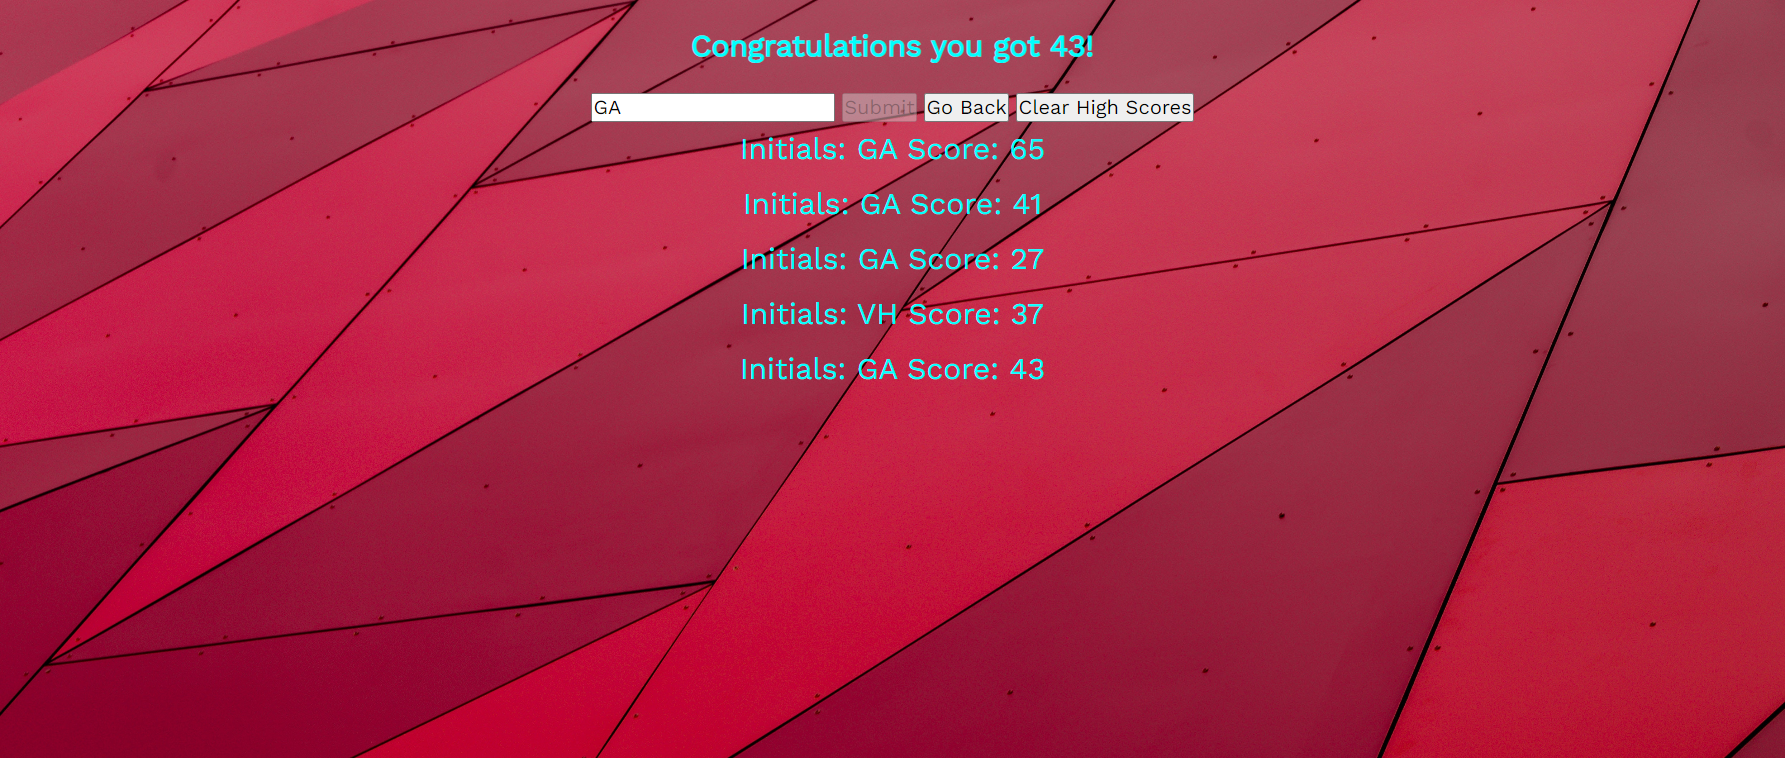 Congratulations you got 43!
GA Submit Go Back Clear High Scores
Initials: GA Score: 65
Initials: GA Score: 41
Initials: GA Score: 27
Initials: VH Score: 37
Initials: GA Score: 43